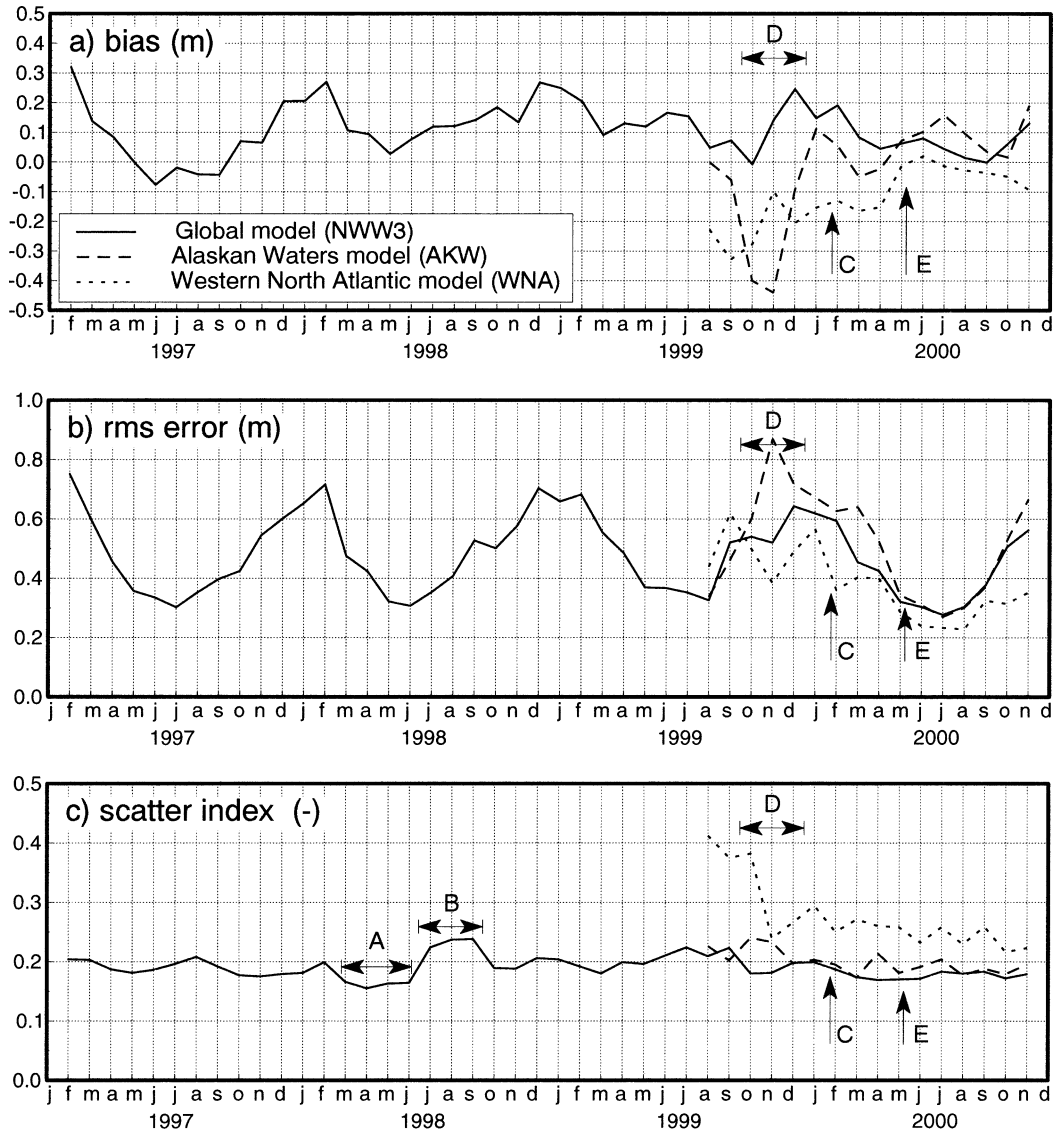 a) bias (m)
0.5
0.4
0.3
0.2
0.1
0.0
-0.1
-0.2
-0.3
-0.4
-0.5
D
C
E
Global model (NWW3)
Alaskan Waters model (AKW)
Western North Atlantic model (WNA)
j f m a m j j a s o n d j f m a m j j a s o n d j f m a m j j a s o n d j f m a m j j a s o n d
1997 1998 1999 2000
b) rms error (m)
1.0
0.8
0.6
0.4
0.2
0.0
D
C
E
j f m a m j j a s o n d j f m a m j j a s o n d j f m a m j j a s o n d j f m a m j j a s o n d
1997 1998 1999 2000
c) scatter index (-)
0.5
0.4
0.3
0.2
0.1
0.0
A
B
D
C
E
j f m a m j j a s o n d j f m a m j j a s o n d j f m a m j j a s o n d j f m a m j j a s o n d
1997 1998 1999 2000